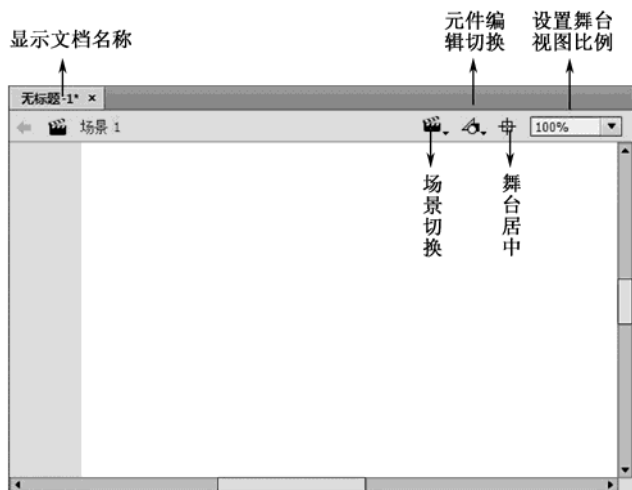 显示文档名称
元件编
辑切换
设置舞台
视图比例
无标题-1* ×
场景 1
100%
场景切换
舞台居中